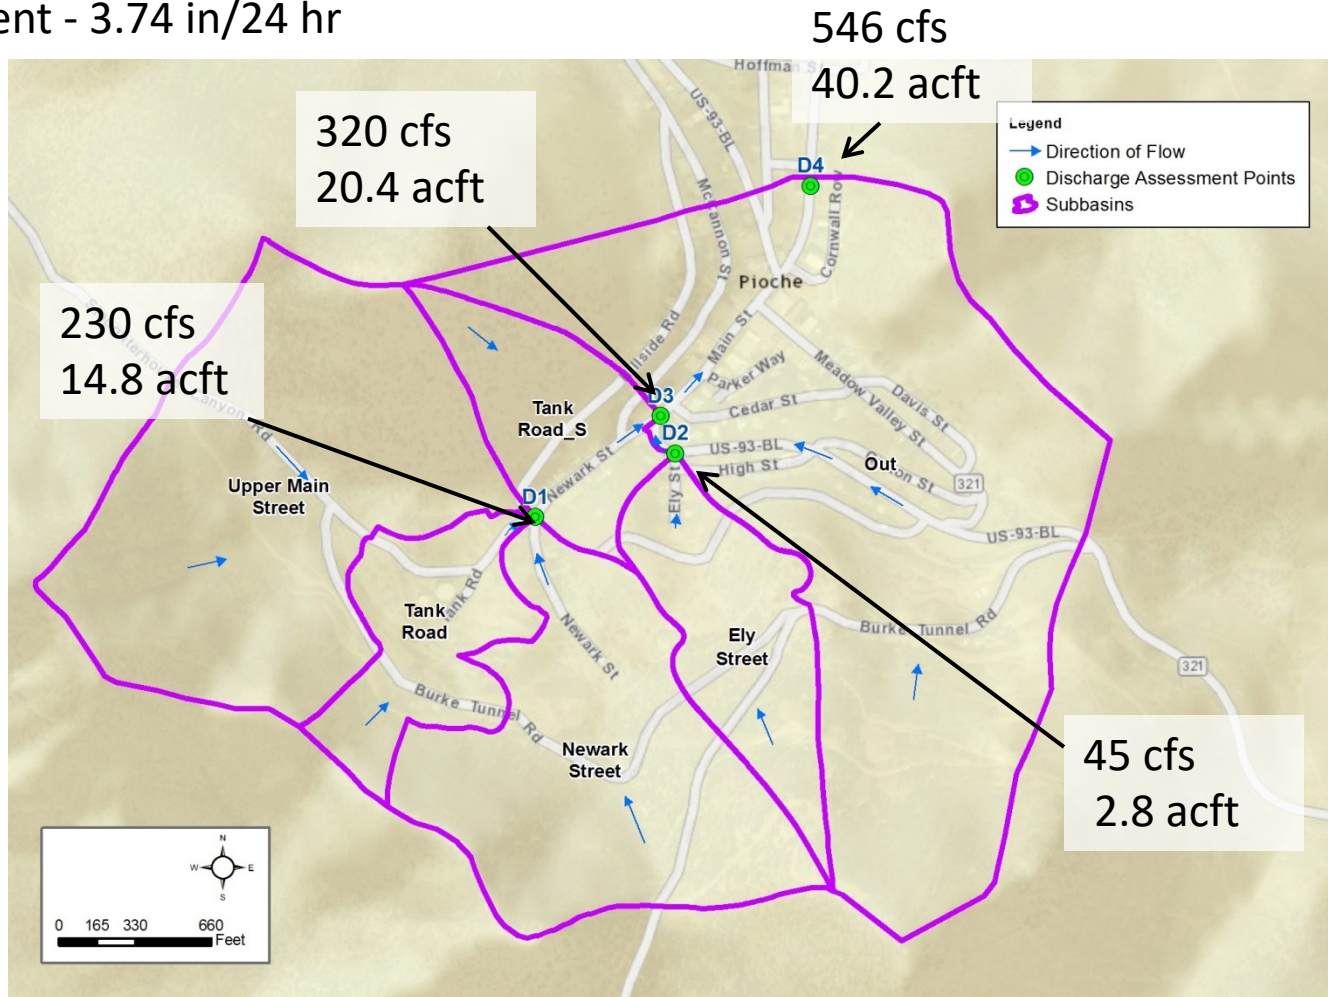 ent - 3.74 in/24 hr
546 cfs
40.2 acft
Hoffman S
US-93-BL
320 cfs
20.4 acft
Legend
Direction of Flow
Discharge Assessment Points
Subbasins
D4
McCannon St
Cornwall Row
Pioche
230 cfs
14.8 acft
llside Rd
Main St
Parker Way
Meadow Valley St
Davis St
D3
Cedar St
Tank
Road_S
D2
US-93-BL
High St
Out
321
Newark St
Ely St
Upper Main
Street
D1
US-93-BL
Tank Rd
Tank
Road
Newark St
Ely
Street
Burke Tunnel Rd
321
Burke Tunnel Rd
Newark
Street
45 cfs
2.8 acft
N
W E
S
0 165 330 660
Feet